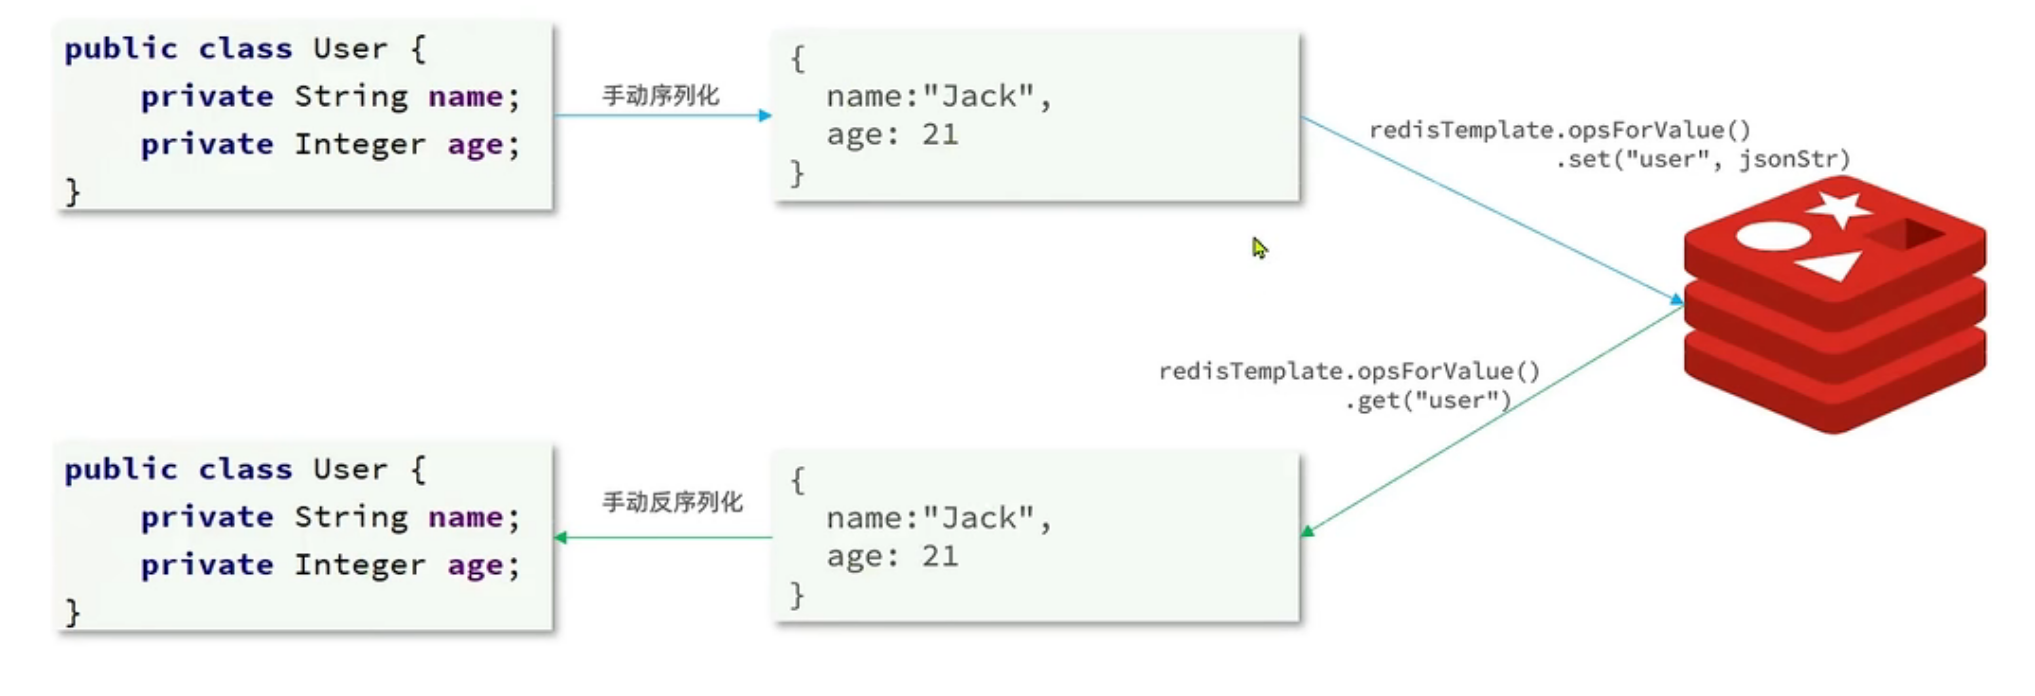 public class User {
    private String name;
    private Integer age;
}
手动序列化
{
  name:"Jack",
  age: 21
}
redisTemplate.opsForValue()
.set("user", jsonStr)
redisTemplate.opsForValue()
.get("user")
public class User {
    private String name;
    private Integer age;
}
手动反序列化
{
  name:"Jack",
  age: 21
}